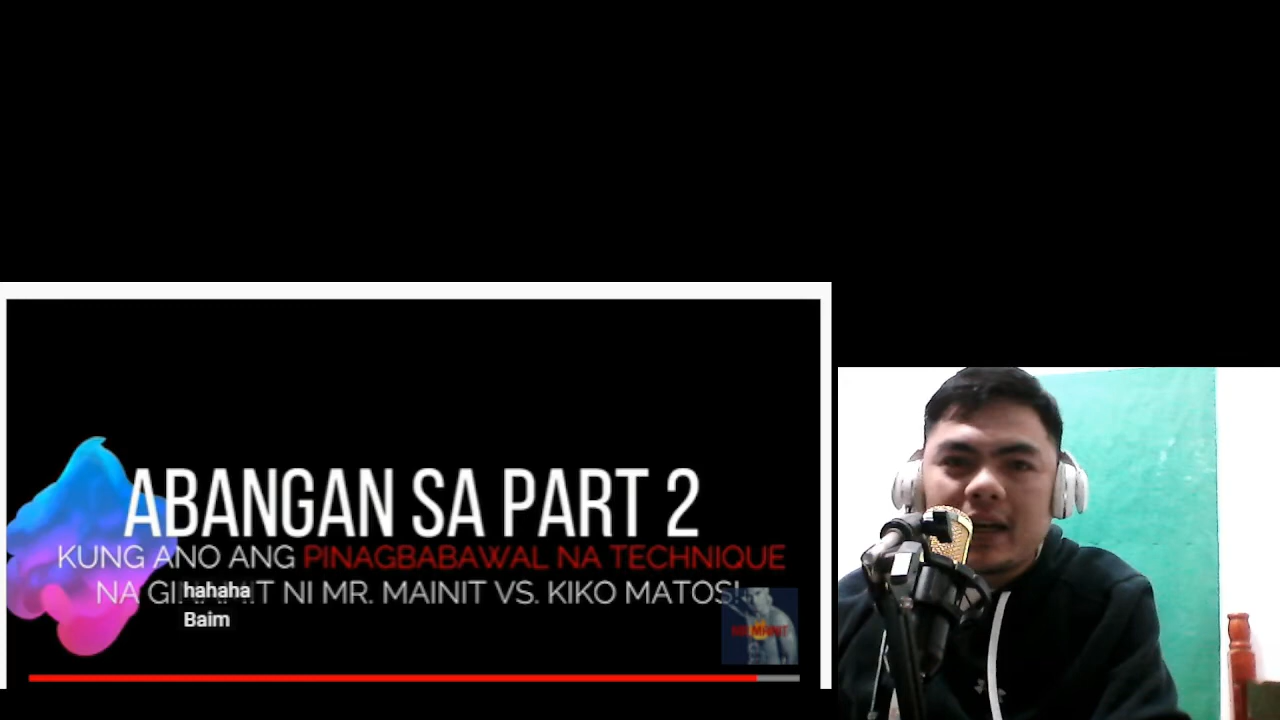 ABANGAN SA PART 2
KUNG ANO ANG PINAGBABAWAL NA TECHNIQUE
NA NI MR. MAINIT VS. KIKO MATOS!
hahaha
Baim